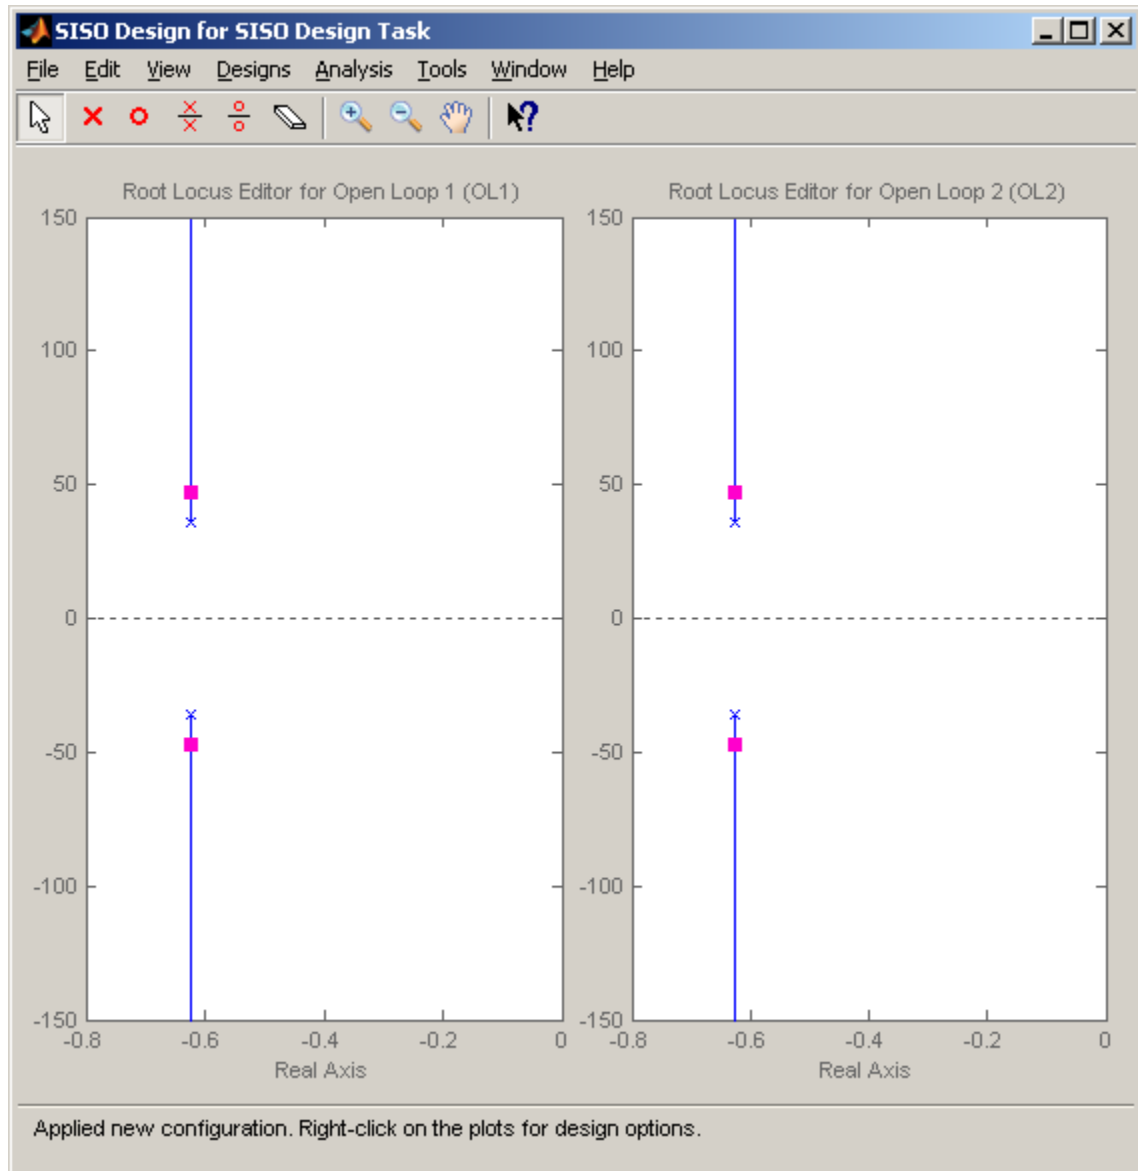 SISO Design for SISO Design Task
File Edit View Designs Analysis Tools Window Help
Root Locus Editor for Open Loop 1 (OL1)
150
100
50
0
-50
-100
-150
-0.8 -0.6 -0.4 -0.2 0
Real Axis
Root Locus Editor for Open Loop 2 (OL2)
150
100
50
0
-50
-100
-150
-0.8 -0.6 -0.4 -0.2 0
Real Axis
Applied new configuration. Right-click on the plots for design options.